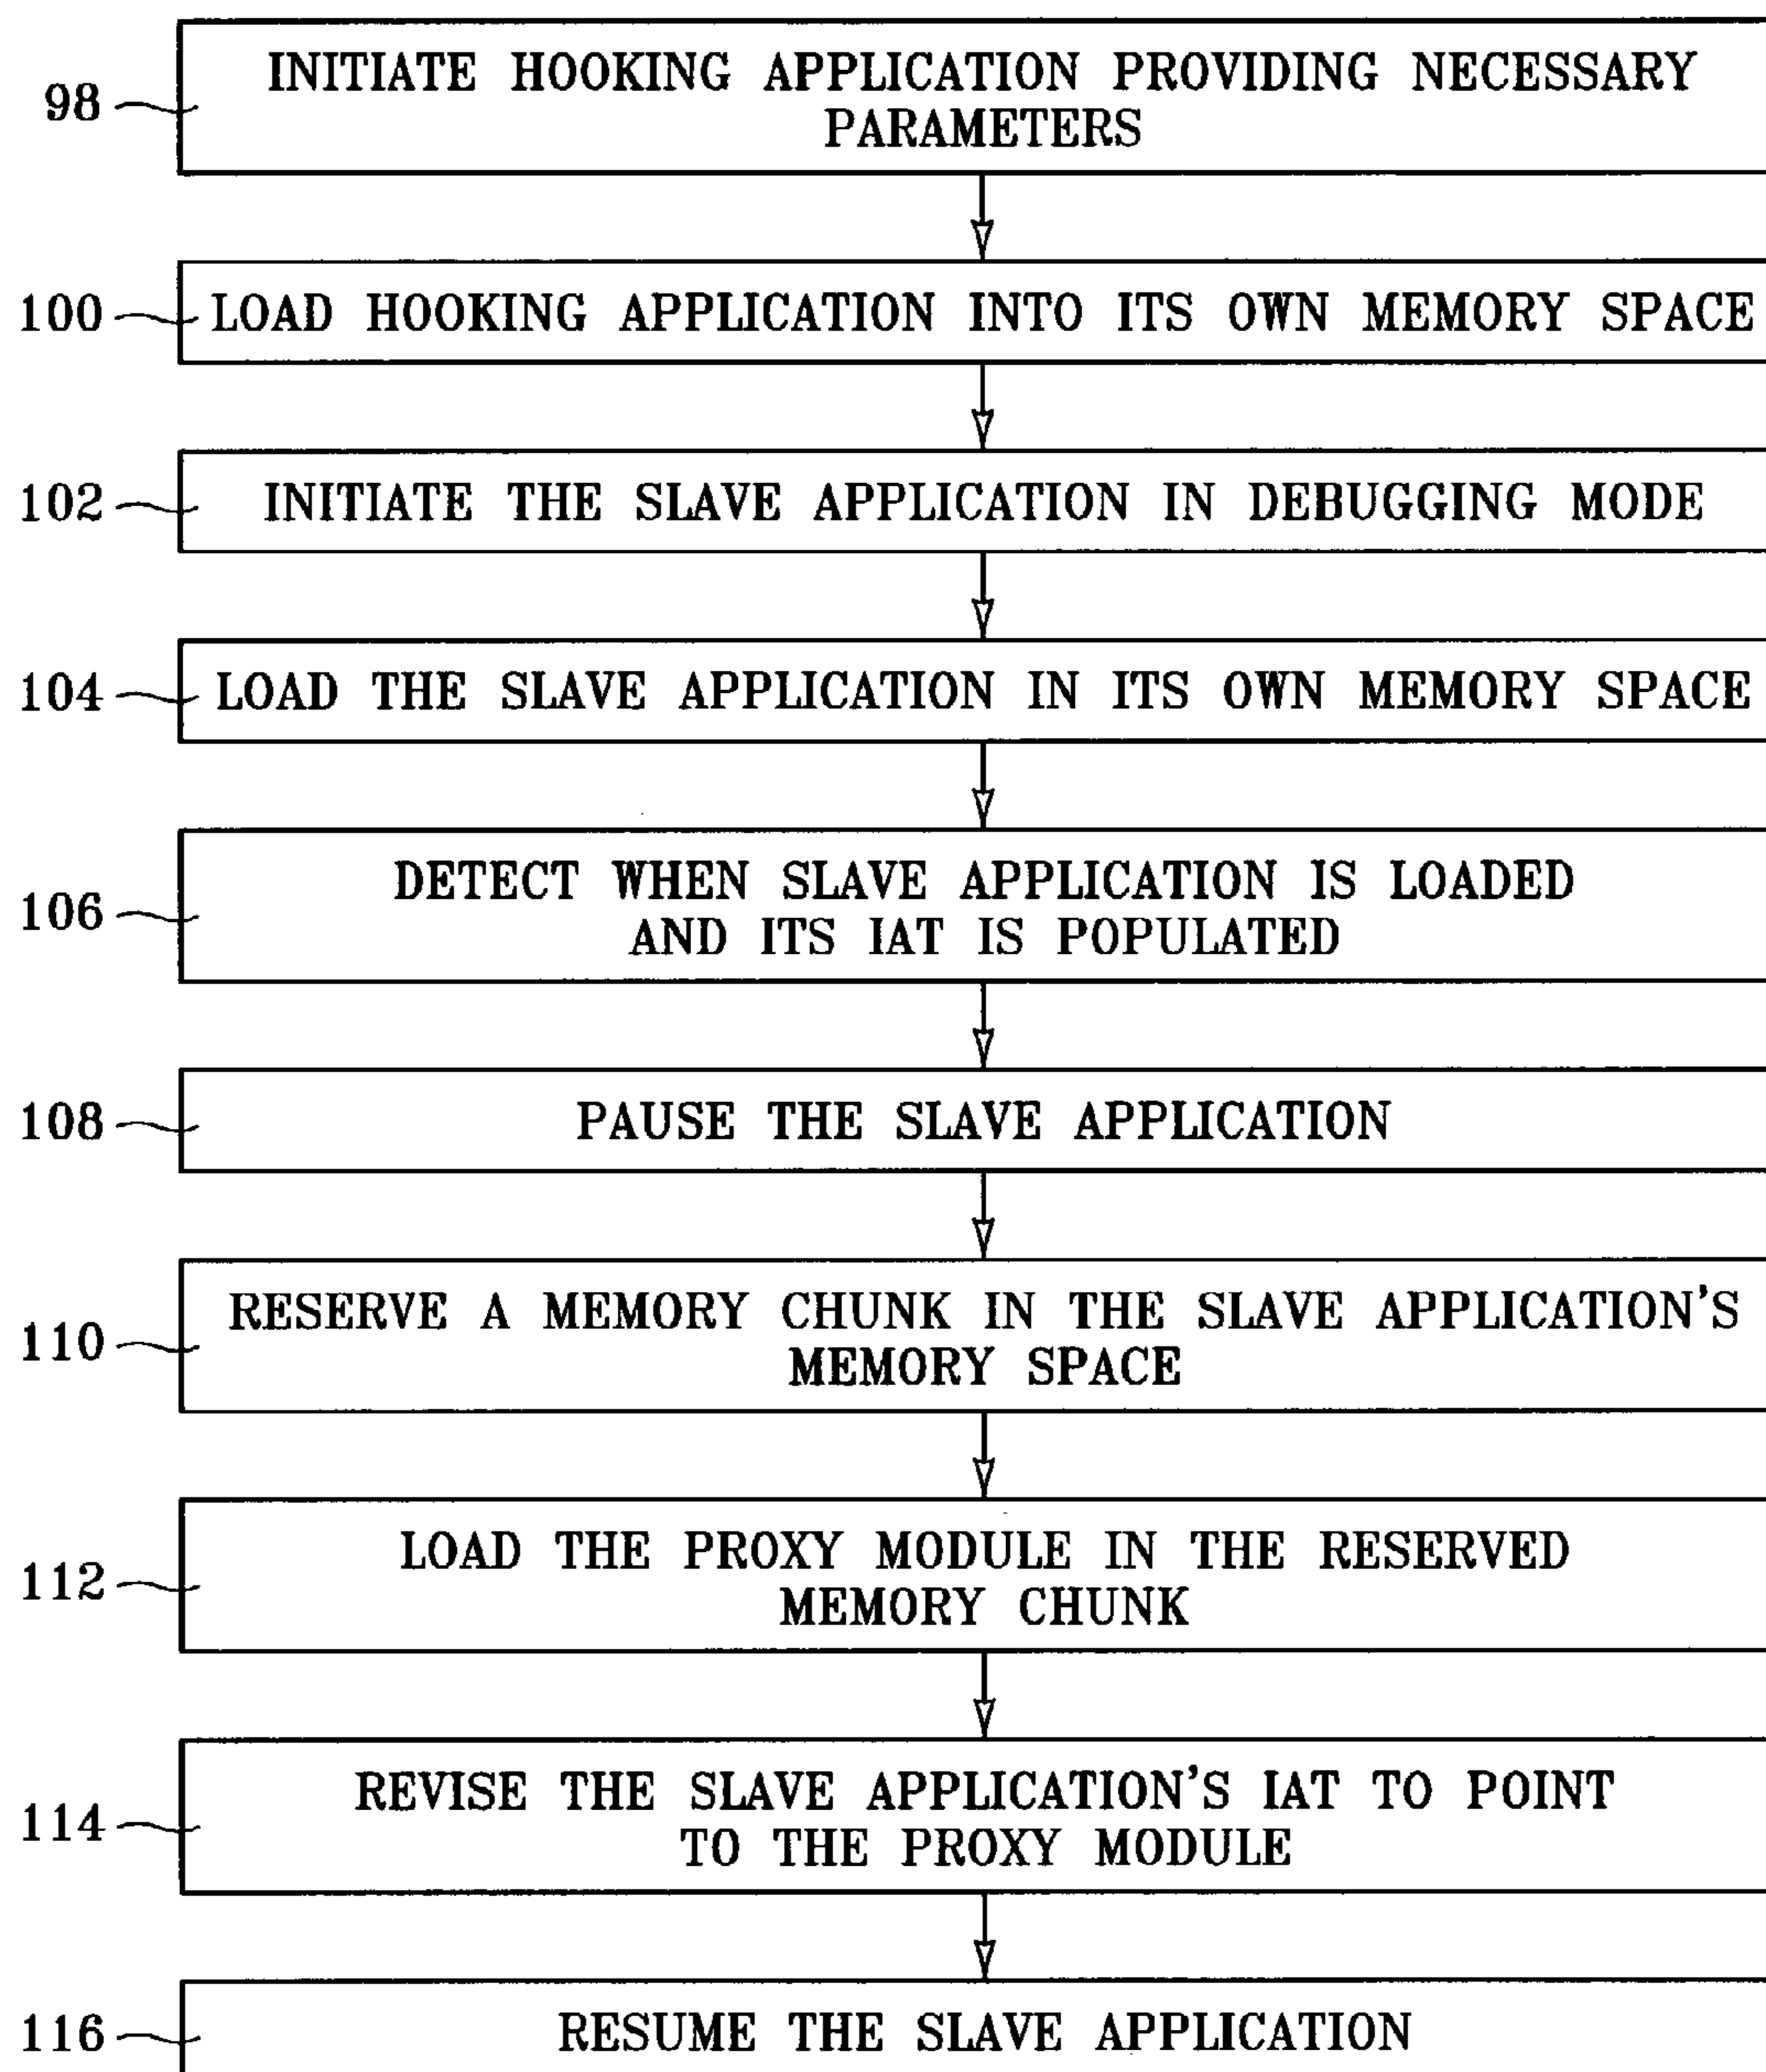 98 INITIATE HOOKING APPLICATION PROVIDING NECESSARY
PARAMETERS
100 LOAD HOOKING APPLICATION INTO ITS OWN MEMORY SPACE
102 INITIATE THE SLAVE APPLICATION IN DEBUGGING MODE
104 LOAD THE SLAVE APPLICATION IN ITS OWN MEMORY SPACE
106 DETECT WHEN SLAVE APPLICATION IS LOADED
AND ITS IAT IS POPULATED
108 PAUSE THE SLAVE APPLICATION
110 RESERVE A MEMORY CHUNK IN THE SLAVE APPLICATION'S
MEMORY SPACE
112 LOAD THE PROXY MODULE IN THE RESERVED
MEMORY CHUNK
114 REVISE THE SLAVE APPLICATION'S IAT TO POINT
TO THE PROXY MODULE
116 RESUME THE SLAVE APPLICATION